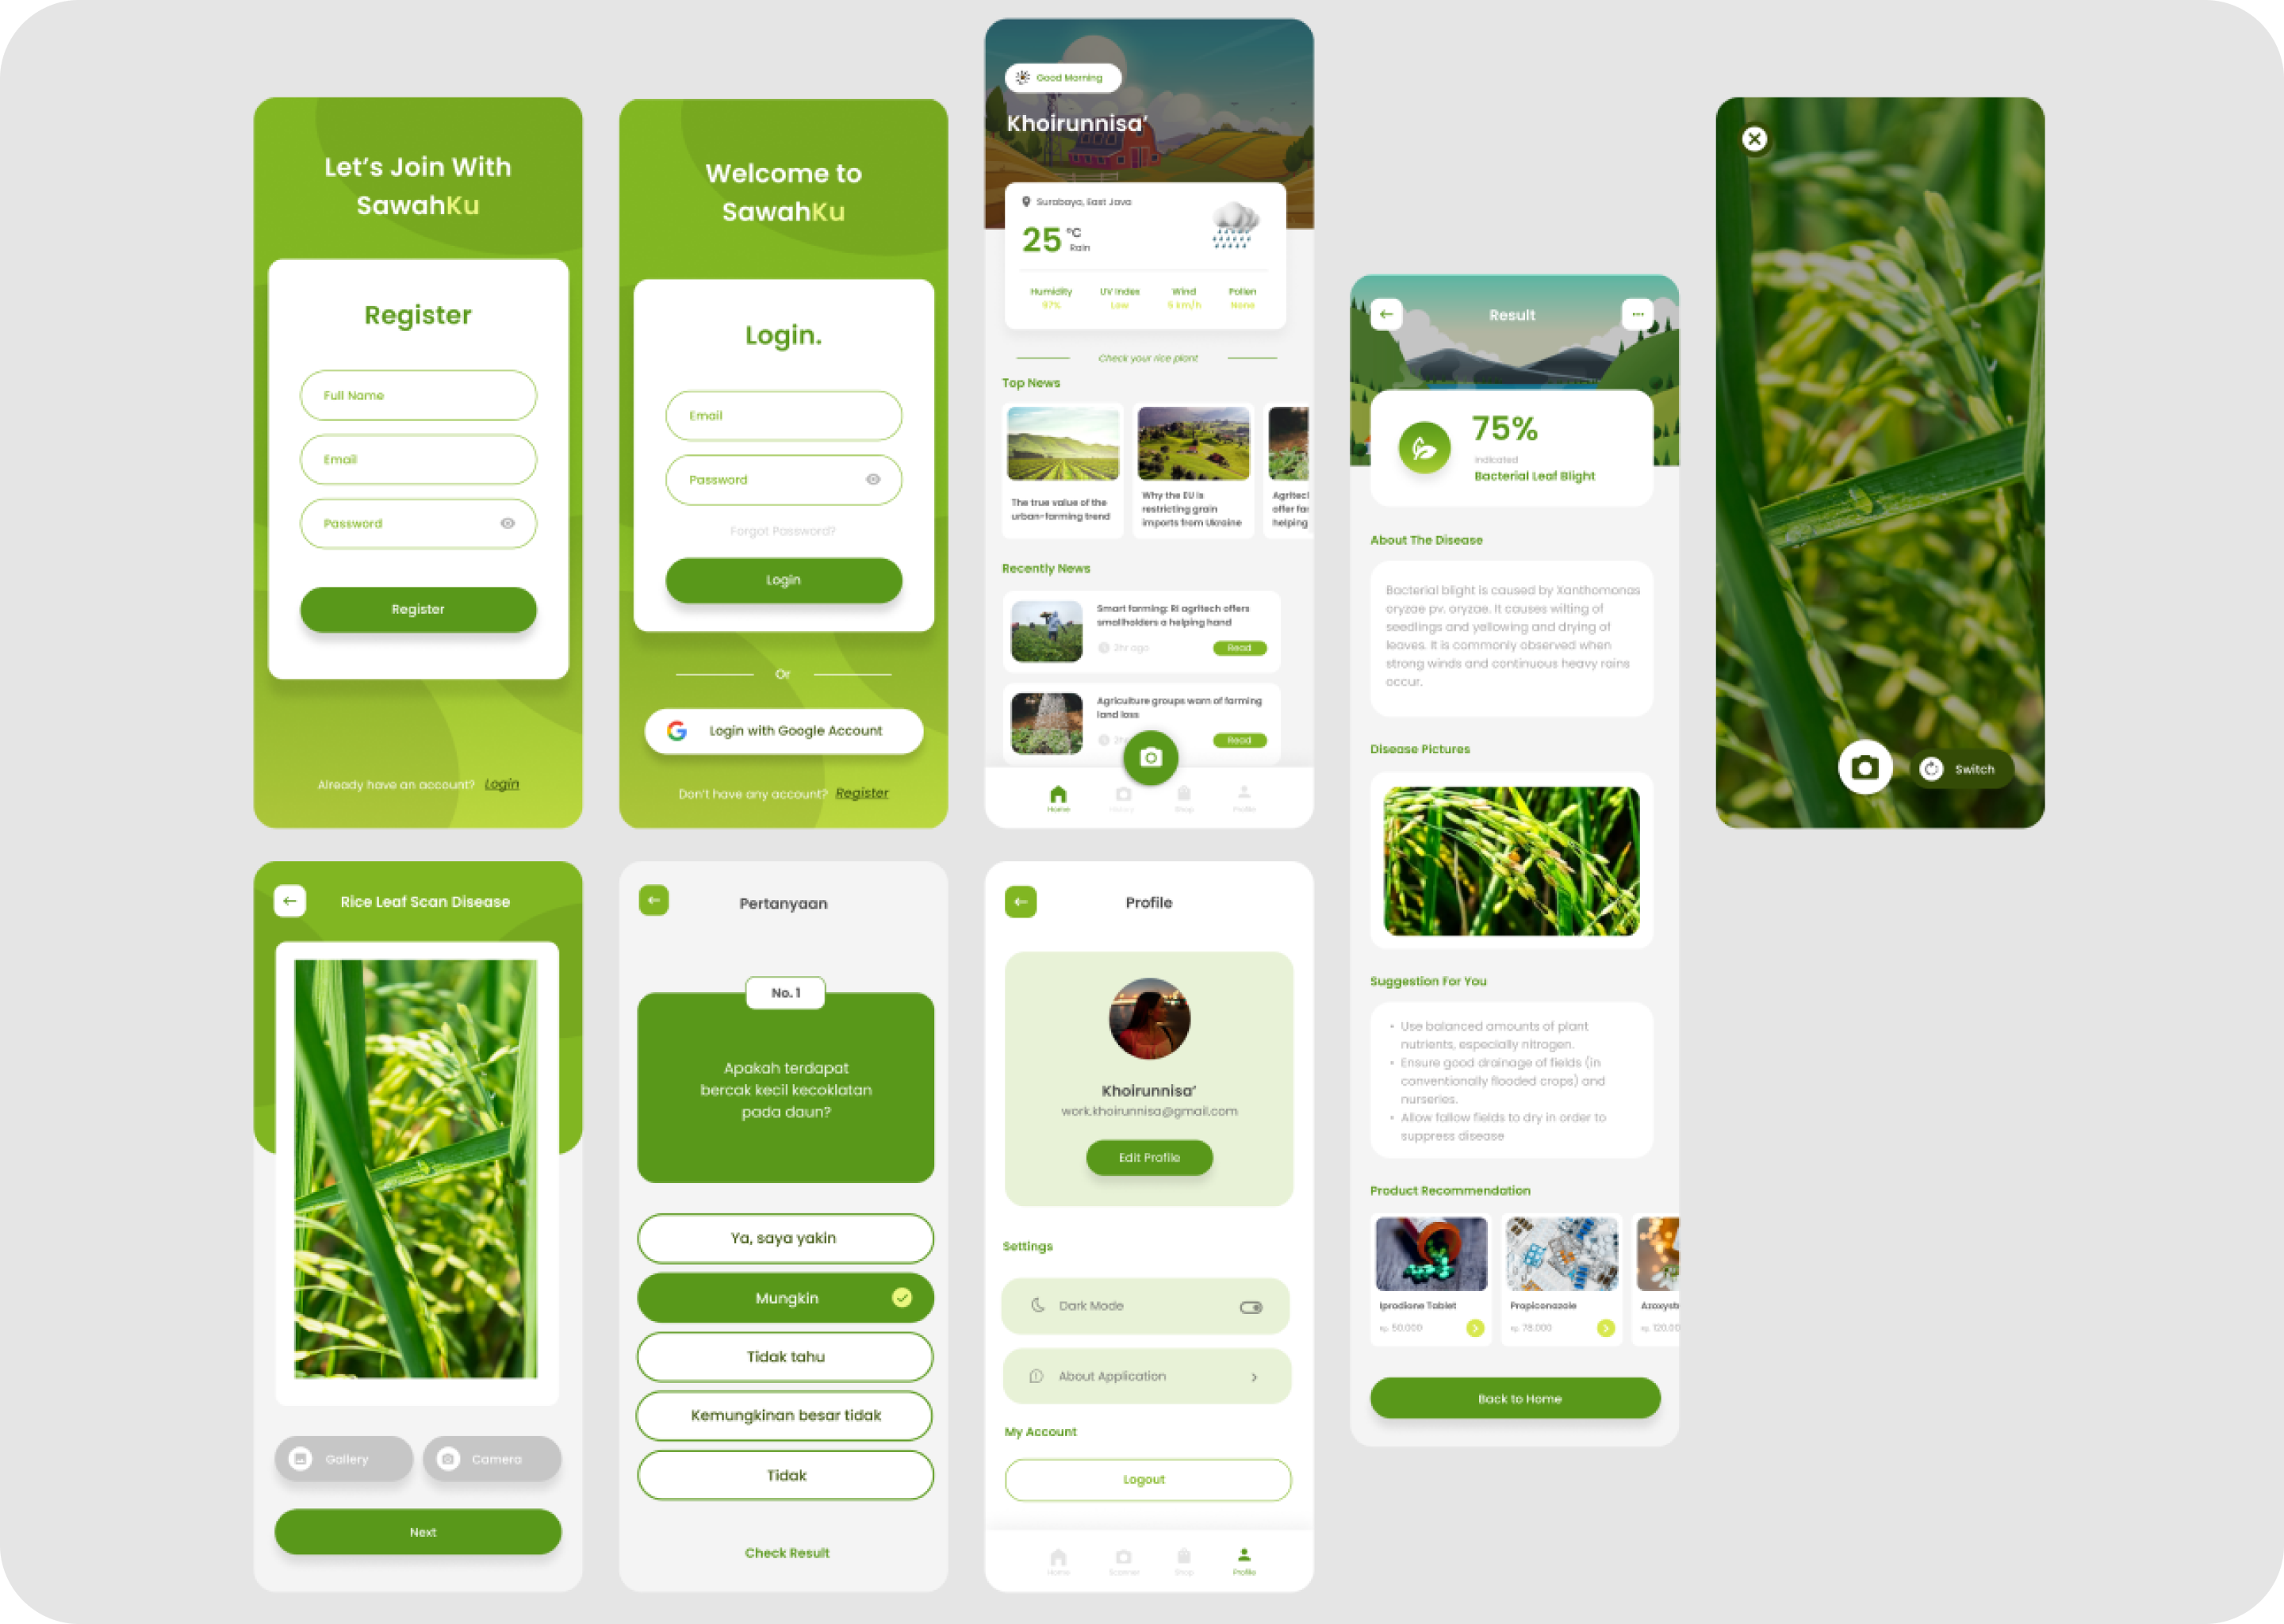 Let's Join With
SawahKu
Register
Full Name
Email
Password
Register
Already have an account? Login
Welcome to
SawahKu
Login.
Email
Password
Forgot Password?
Login
Or
Login with Google Account
Don't have any account? Register
Good Morning
Khoirunnisa'
Surabaya, East Java
25 °C
Rain
Humidity UV Index Wind Pollen
97% Low 5 km/h None
Check your rice plant
Top News
The true value of the
urban-farming trend
Why the EU is
restricting grain
imports from Ukraine
Agritecl
offer fa
helping
Recently News
Smart farming: RI agritech offers
smallholders a helping hand
2hr ago Read
Agriculture groups warn of farming
land loss
2hr Read
Home History Shop Profile
Result
75%
Indicated
Bacterial Leaf Blight
About The Disease
Bacterial blight is caused by Xanthomonas
oryzae pv. oryzae. It causes wilting of
seedlings and yellowing and drying of
leaves. It is commonly observed when
strong winds and continuous heavy rains
occur.
Disease Pictures
Suggestion For You
• Use balanced amounts of plant
nutrients, especially nitrogen.
• Ensure good drainage of fields (in
conventionally flooded crops) and
nurseries.
• Allow fallow fields to dry in order to
suppress disease
Product Recommendation
Iprodione Tablet
Rp. 50.000
Propiconazole
Rp. 78.000
Azoxystr
Rp. 120.00
Back to Home
Switch
Rice Leaf Scan Disease
Gallery
Camera
Next
Pertanyaan
No. 1
Apakah terdapat
bercak kecil kecoklatan
pada daun?
Ya, saya yakin
Mungkin
Tidak tahu
Kemungkinan besar tidak
Tidak
Check Result
Profile
Khoirunnisa'
work.khoirunnisa@gmail.com
Edit Profile
Settings
Dark Mode
About Application
My Account
Logout
Home Scanner Shop Profile